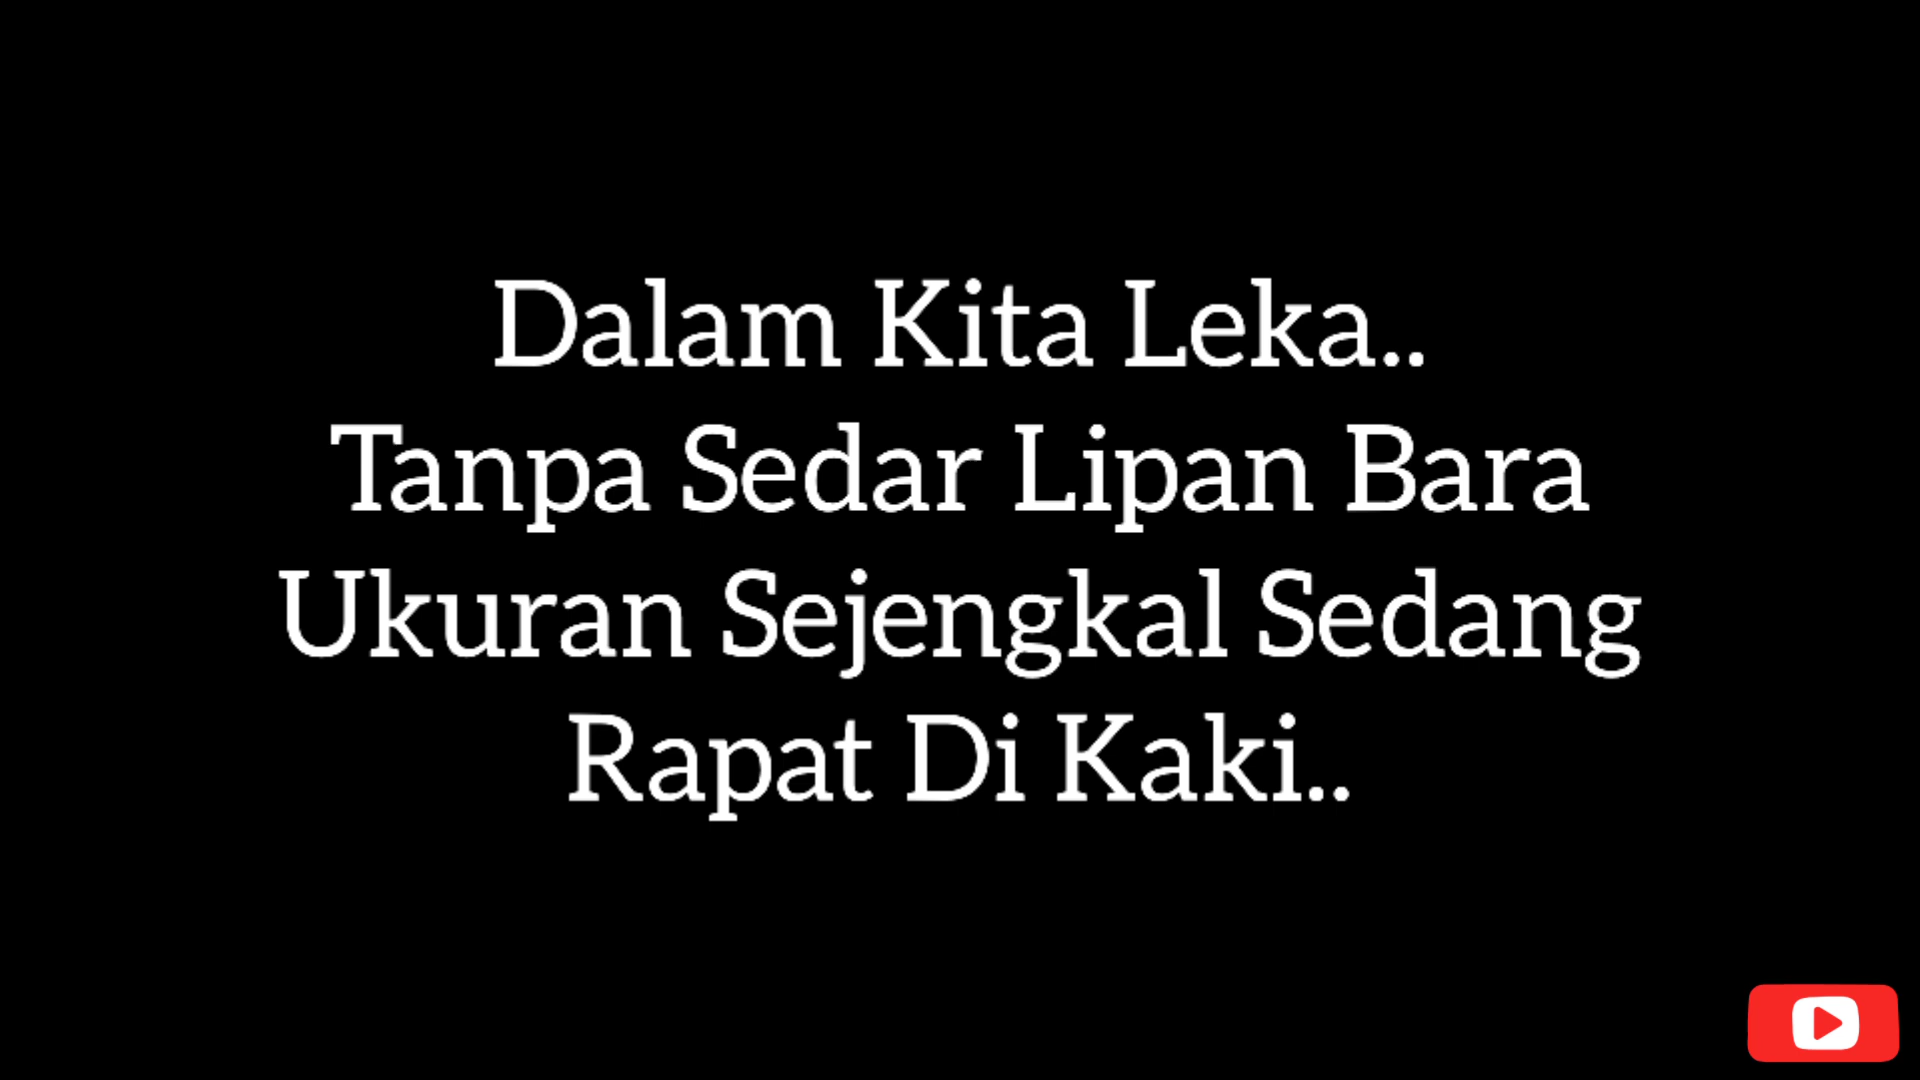 Dalam Kita Leka..
Tanpa Sedar Lipan Bara
Ukuran Sejengkal Sedang
Rapat Di Kaki..